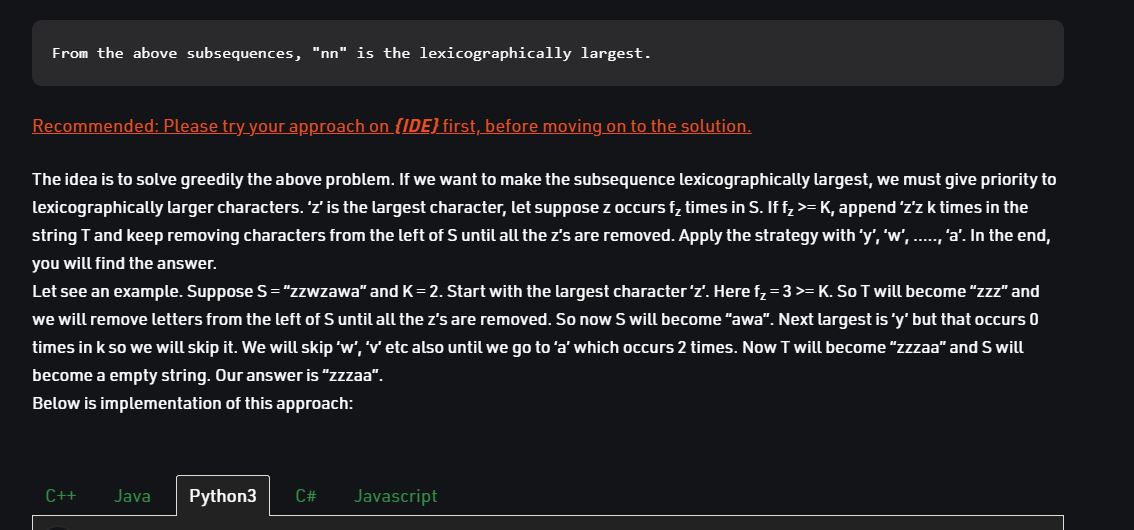 From the above subsequences, "nn" is the lexicographically largest.
Recommended: Please try your approach on {IDE} first, before moving on to the solution.
The idea is to solve greedily the above problem. If we want to make the subsequence lexicographically largest, we must give priority to
lexicographically larger characters. ‘z’ is the largest character, let suppose z occurs fz times in S. If fz >= K, append ‘z’z k times in the
string T and keep removing characters from the left of S until all the z’s are removed. Apply the strategy with ‘y’, ‘w’, ….., ‘a’. In the end,
you will find the answer.
Let see an example. Suppose S = “zzwzawa” and K = 2. Start with the largest character ‘z’. Here fz = 3 >= K. So T will become “zzz” and
we will remove letters from the left of S until all the z’s are removed. So now S will become “awa”. Next largest is ‘y’ but that occurs 0
times in k so we will skip it. We will skip ‘w’, ‘v’ etc also until we go to ‘a’ which occurs 2 times. Now T will become “zzzaa” and S will
become a empty string. Our answer is “zzzaa”.
Below is implementation of this approach:
C++ Java Python3 C# Javascript